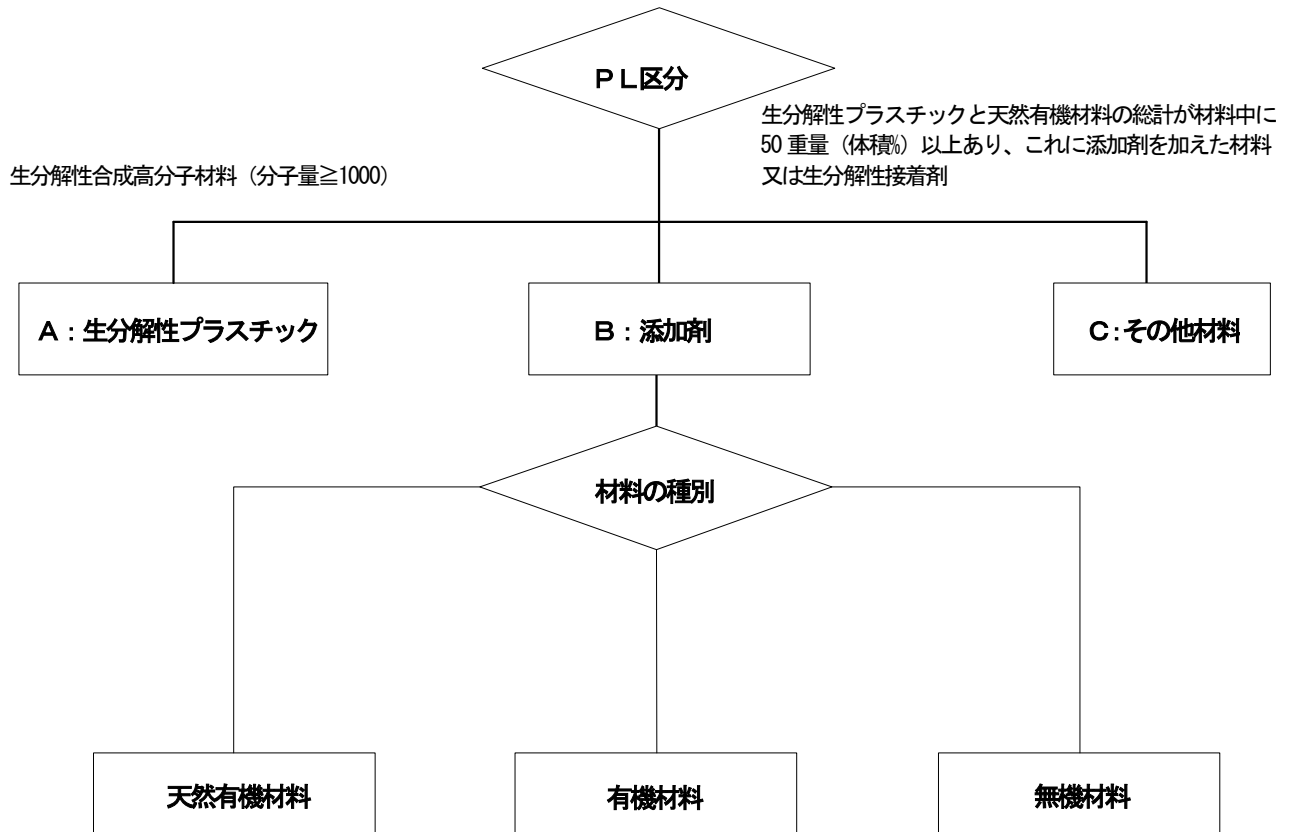 PL区分
生分解性プラスチックと天然有機材料の総計が材料中に
50 重量（体積%）以上あり、これに添加剤を加えた材料
又は生分解性接着剤
生分解性合成高分子材料（分子量≧1000）
A：生分解性プラスチック
B：添加剤
C：その他材料
材料の種別
天然有機材料
有機材料
無機材料